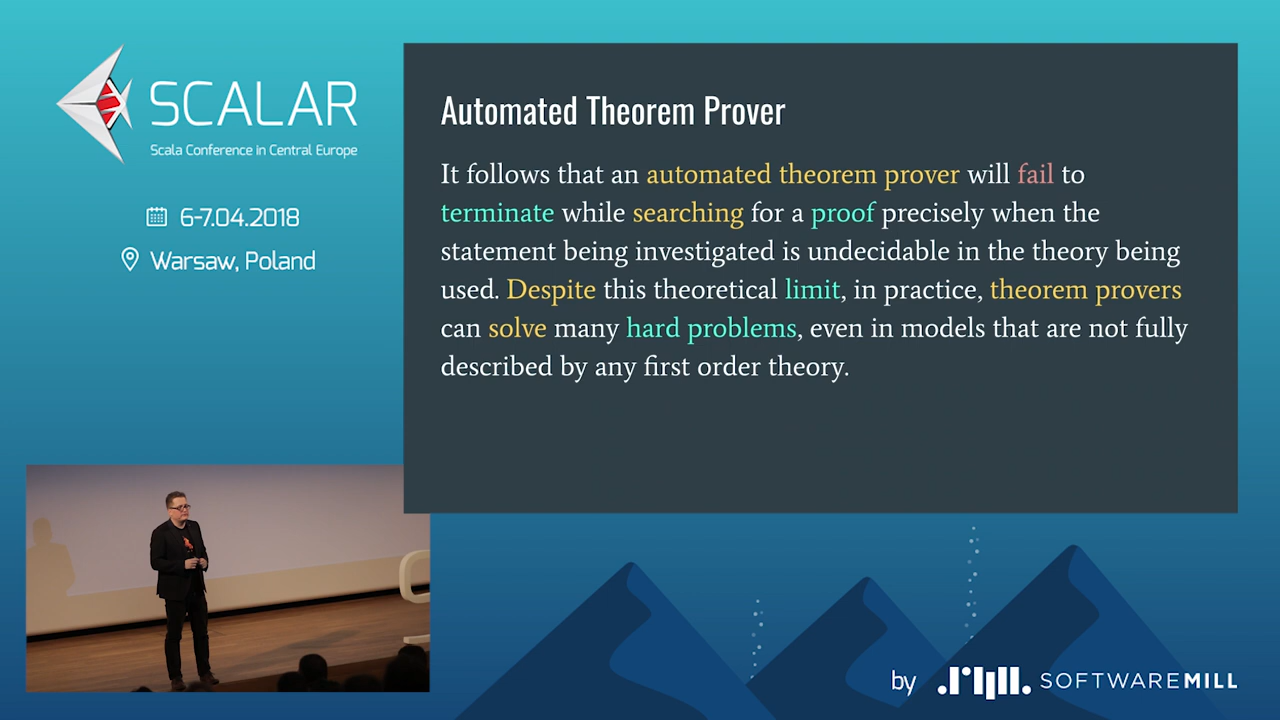 SCALAR
Scala Conference in Central Europe
6-7.04.2018
Warsaw, Poland
Automated Theorem Prover
It follows that an automated theorem prover will fail to
terminate while searching for a proof precisely when the
statement being investigated is undecidable in the theory being
used. Despite this theoretical limit, in practice, theorem provers
can solve many hard problems, even in models that are not fully
described by any first order theory.
by SOFTWAREMILL